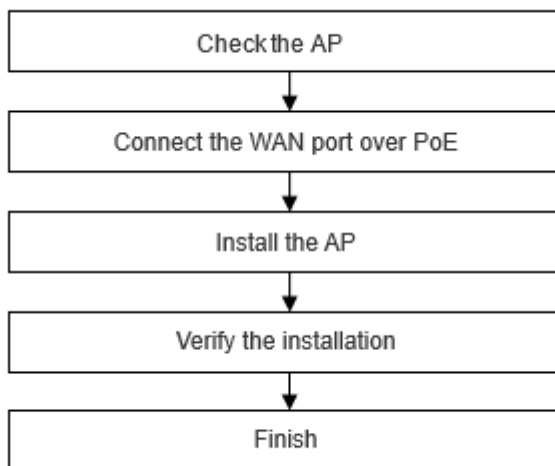 Check the AP
Connect the WAN port over PoE
Install the AP
Verify the installation
Finish